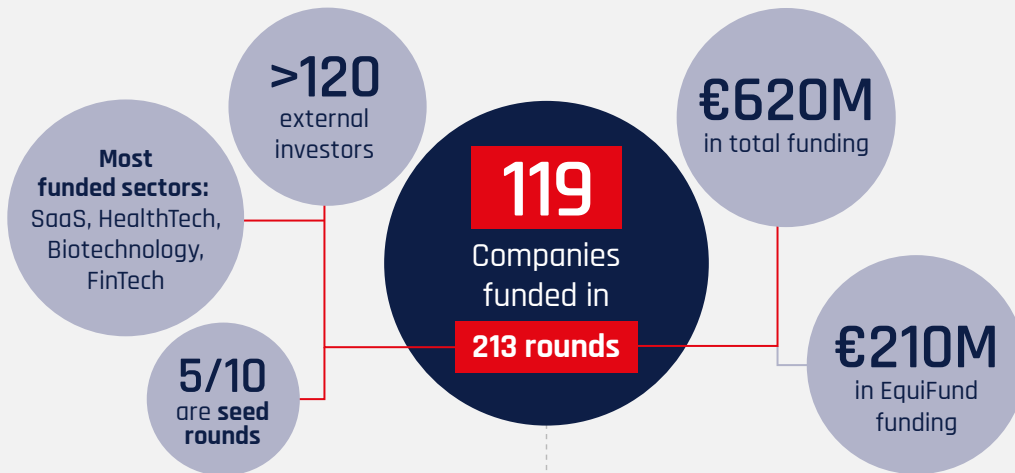 >120
external
investors
Most
funded sectors:
SaaS, HealthTech,
Biotechnology,
FinTech
5/10
are seed
rounds
119
Companies
funded in
213 rounds
€620M
in total funding
€210M
in EquiFund
funding